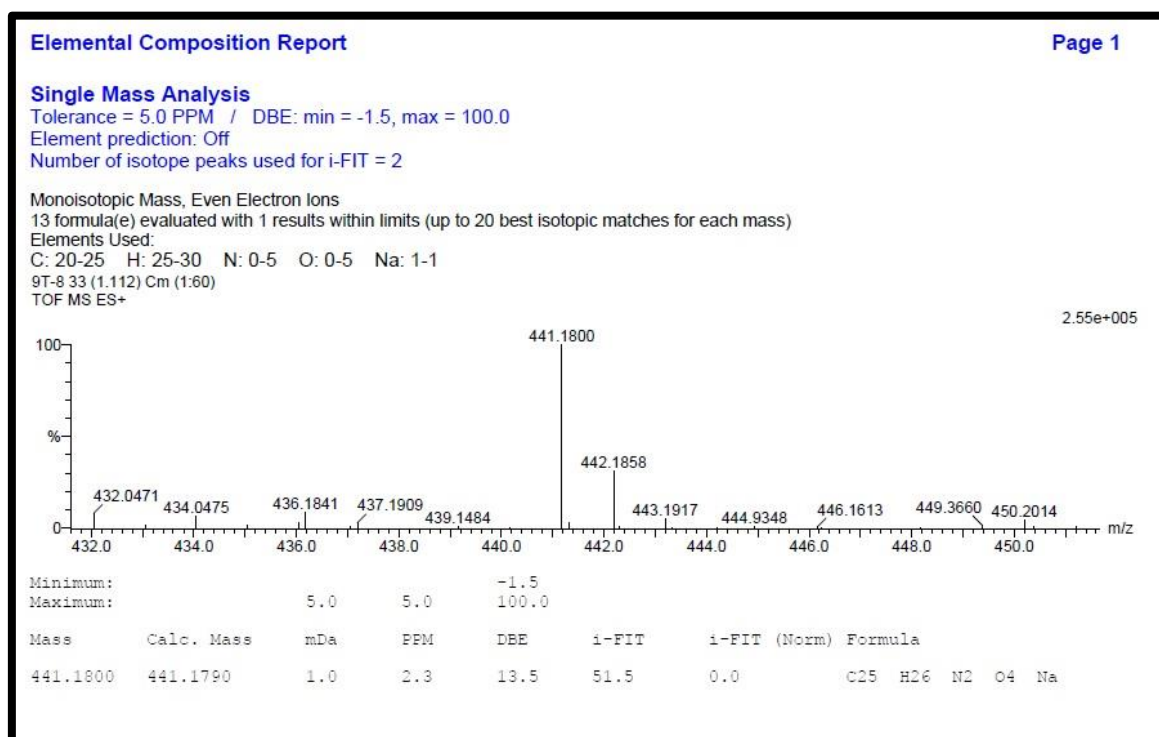 Elemental Composition Report Page 1
Single Mass Analysis
Tolerance = 5.0 PPM / DBE: min = -1.5, max = 100.0
Element prediction: Off
Number of isotope peaks used for i-FIT = 2
Monoisotopic Mass, Even Electron Ions
13 formula(e) evaluated with 1 results within limits (up to 20 best isotopic matches for each mass)
Elements Used:
C: 20-25 H: 25-30 N: 0-5 O: 0-5 Na: 1-1
9T-8 33 (1.112) Cm (1:60)
TOF MS ES+
2.55e+005
441.1800
100
%
442.1858
432.0471
434.0475
436.1841
437.1909
439.1484
443.1917
444.9348
446.1613
449.3660
450.2014
0
m/z
432.0 434.0 436.0 438.0 440.0 442.0 444.0 446.0 448.0 450.0
Minimum: -1.5
Maximum: 5.0 5.0 100.0
Mass Calc. Mass mDa PPM DBE i-FIT i-FIT (Norm) Formula
441.1800 441.1790 1.0 2.3 13.5 51.5 0.0 C25 H26 N2 O4 Na